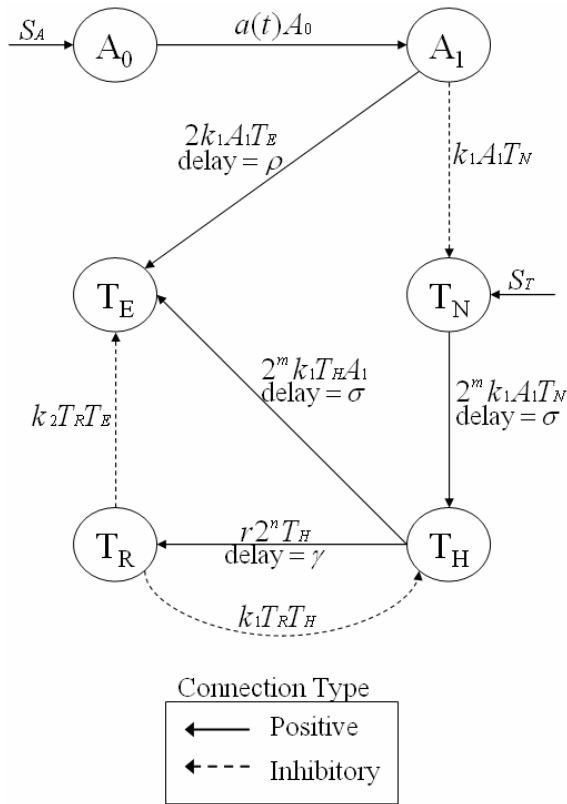 S_A
A_0
a(t)A_0
A_1
2k_1A_1T_E
delay = ρ
k_1A_1T_N
T_E
T_N
S_T
2^m k_1T_HA_1
delay = σ
2^m k_1A_1T_N
delay = σ
k_2T_RT_E
T_R
r2^n T_H
delay = γ
T_H
k_1T_RT_H
Connection Type
Positive
Inhibitory